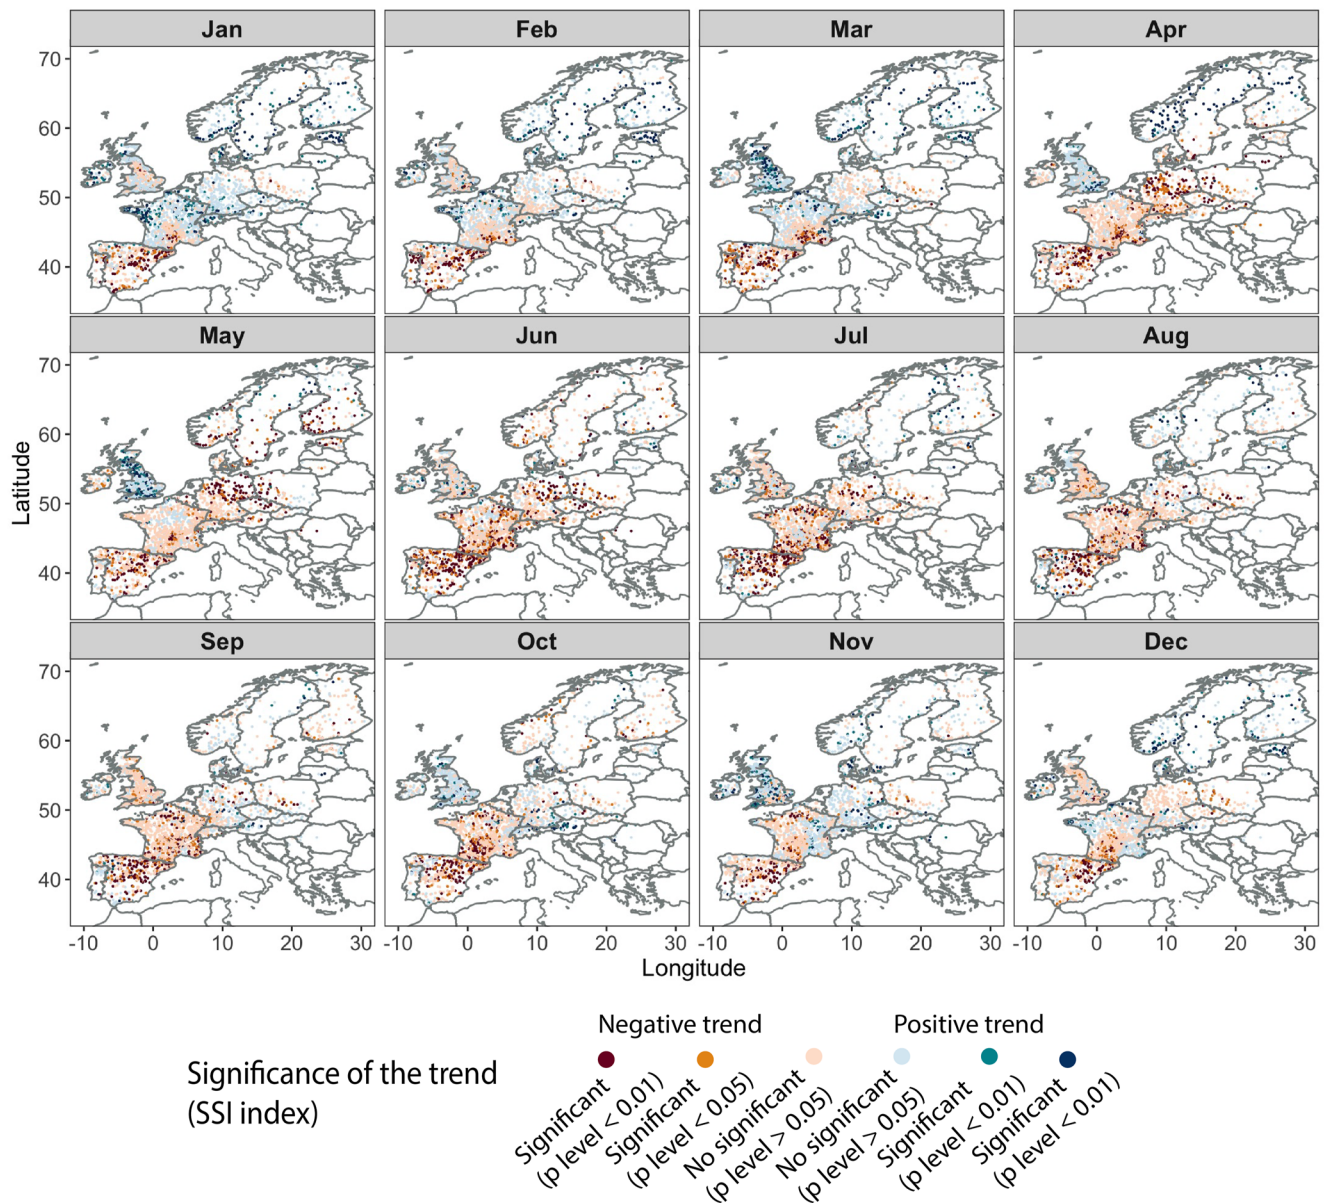 Jan Feb Mar Apr
70
60
50
40
May Jun Jul Aug
70
60
50
40
Latitude
Sep Oct Nov Dec
70
60
50
40
-10 0 10 20 30 -10 0 10 20 30 -10 0 10 20 30 -10 0 10 20 30
Longitude
Negative trend Positive trend
Significance of the trend
(SSI index)
Significant
(p level < 0.01)
Significant
(p level < 0.05)
No significant
(p level > 0.05)
No significant
(p level > 0.05)
Significant
(p level < 0.01)
Significant
(p level < 0.01)